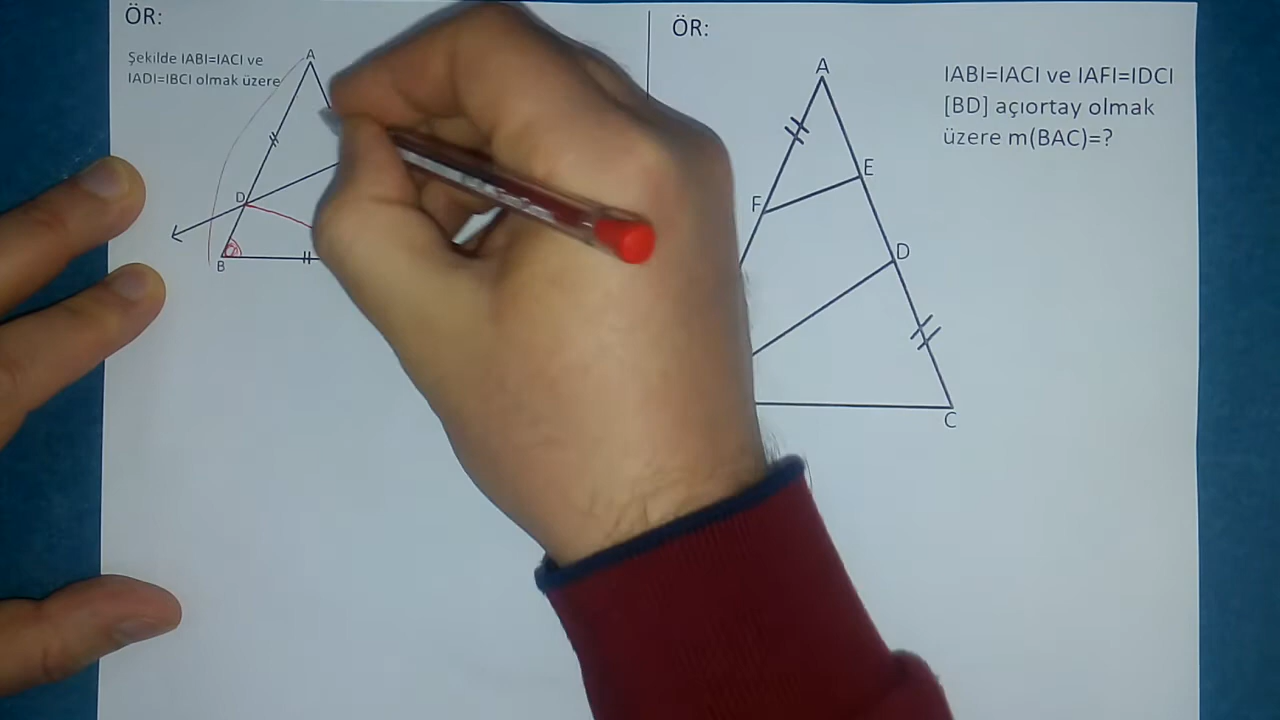 ÖR:
Şekilde IABI=IACI ve
IADI=IBCI olmak üzere
A
D
B
ÖR:
IABI=IACI ve IAFI=IDCI
[BD] açıortay olmak
üzere m(BAC)=?
A
E
F
D
C